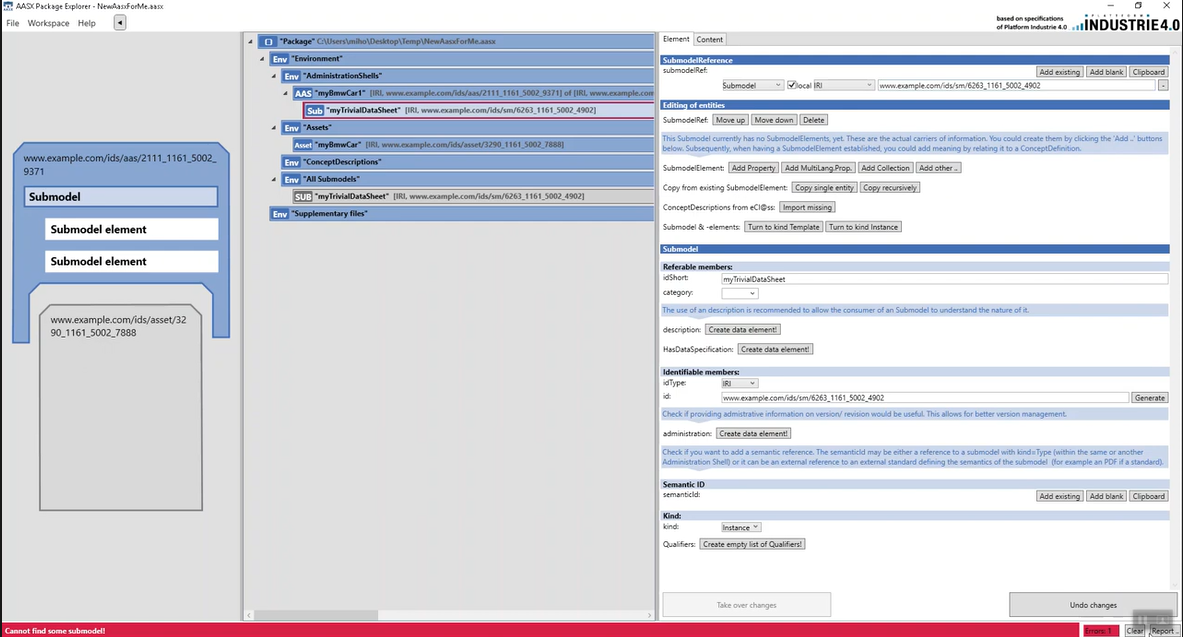 AASX Package Explorer - NewAasxForMe.aasx
File Workspace Help
based on specifications
of Platform Industrie 4.0
PLATTFORM
INDUSTRIE4.0
www.example.com/ids/aas/2111_1161_5002_
9371
Submodel
Submodel element
Submodel element
www.example.com/ids/asset/32
90_1161_5002_7888
"Package" C:\Users\miho\Desktop\Temp\NewAasxForMe.aasx
Env "Environment"
Env "AdministrationShells"
AAS "myBmwCar1" [IRI, www.example.com/ids/aas/2111_1161_5002_9371] of [IRI, www.example.com
Sub "myTrivialDataSheet" [IRI, www.example.com/ids/sm/6263_1161_5002_4902]
Env "Assets"
Asset "myBmwCar" [IRI, www.example.com/ids/asset/3290_1161_5002_7888]
Env "ConceptDescriptions"
Env "All Submodels"
SUB "myTrivialDataSheet" [IRI, www.example.com/ids/sm/6263_1161_5002_4902]
Env "Supplementary files"
Element Content
SubmodelReference
submodelRef: Add existing Add blank Clipboard
Submodel local IRI www.example.com/ids/sm/6263_1161_5002_4902 -
Editing of entities
SubmodelRef: Move up Move down Delete
This Submodel currently has no SubmodelElements, yet. These are the actual carriers of information. You could create them by clicking the 'Add ..' buttons
below. Subsequently, when having a SubmodelElement established, you could add meaning by relating it to a ConceptDefinition.
SubmodelElement: Add Property Add MultiLang.Prop. Add Collection Add other ..
Copy from existing SubmodelElement: Copy single entity Copy recursively
ConceptDescriptions from eCl@ss: Import missing
Submodel & -elements: Turn to kind Template Turn to kind Instance
Submodel
Referable members:
idShort: myTrivialDataSheet
category:
The use of an description is recommended to allow the consumer of an Submodel to understand the nature of it.
description: Create data element!
HasDataSpecification: Create data element!
Identifiable members:
idType: IRI
id: www.example.com/ids/sm/6263_1161_5002_4902 Generate
Check if providing admistrative information on version/ revision would be useful. This allows for better version management.
administration: Create data element!
Check if you want to add a semantic reference. The semanticId may be either a reference to a submodel with kind=Type (within the same or another
Administration Shell) or it can be an external reference to an external standard defining the semantics of the submodel (for example an PDF if a standard).
Semantic ID
semanticId: Add existing Add blank Clipboard
Kind:
kind: Instance
Qualifiers: Create empty list of Qualifiers!
Take over changes Undo changes
Cannot find some submodel! Errors: 1 Clear Report ..